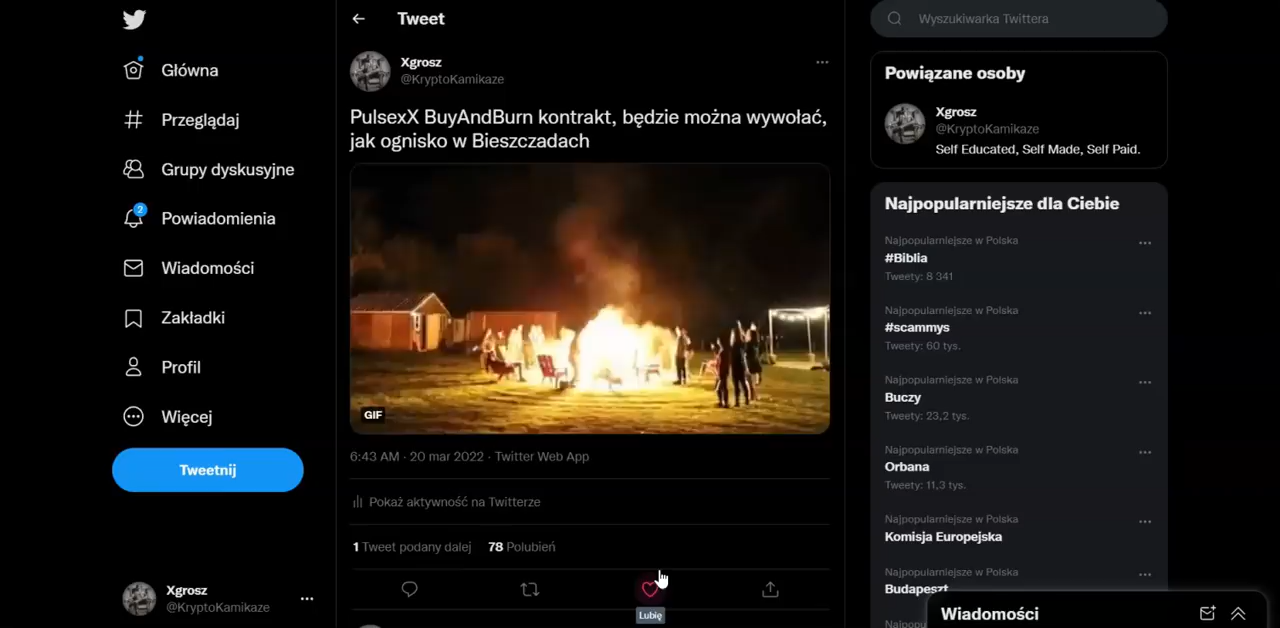 Główna
Przeglądaj
Grupy dyskusyjne
2
Powiadomienia
Wiadomości
Zakładki
Profil
Więcej
Tweetnij
Xgrosz
@KryptoKamikaze
Tweet
Xgrosz
@KryptoKamikaze
PulsexX BuyAndBurn kontrakt, będzie można wywołać,
jak ognisko w Bieszczadach
GIF
6:43 AM · 20 mar 2022 · Twitter Web App
Pokaż aktywność na Twitterze
1 Tweet podany dalej 78 Polubień
Lubię
Wyszukiwarka Twittera
Powiązane osoby
Xgrosz
@KryptoKamikaze
Self Educated, Self Made, Self Paid.
Najpopularniejsze dla Ciebie
Najpopularniejsze w Polska
#Biblia
Tweety: 8 341
Najpopularniejsze w Polska
#scammys
Tweety: 60 tys.
Najpopularniejsze w Polska
Buczy
Tweety: 23,2 tys.
Najpopularniejsze w Polska
Orbana
Tweety: 11,3 tys.
Najpopularniejsze w Polska
Komisja Europejska
Najpopularniejsze w Polska
Budapeszt
Wiadomości